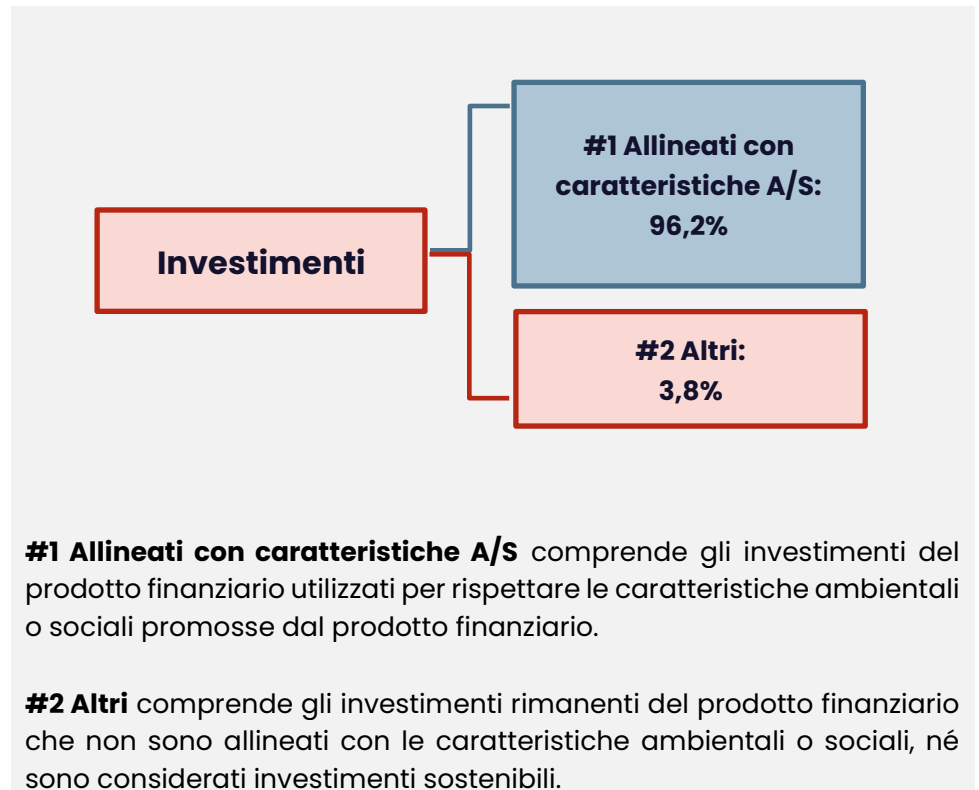 #1 Allineati con
caratteristiche A/S:
96,2%
Investimenti
#2 Altri:
3,8%
#1 Allineati con caratteristiche A/S comprende gli investimenti del
prodotto finanziario utilizzati per rispettare le caratteristiche ambientali
o sociali promosse dal prodotto finanziario.
#2 Altri comprende gli investimenti rimanenti del prodotto finanziario
che non sono allineati con le caratteristiche ambientali o sociali, né
sono considerati investimenti sostenibili.